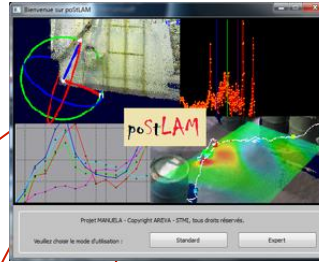 Bienvenue sur poStLAM
poStLAM
Projet MANUELA - Copyright AREVA - STMI, tous droits réservés.
Veuillez choisir le mode d'utilisation :
Standard
Expert